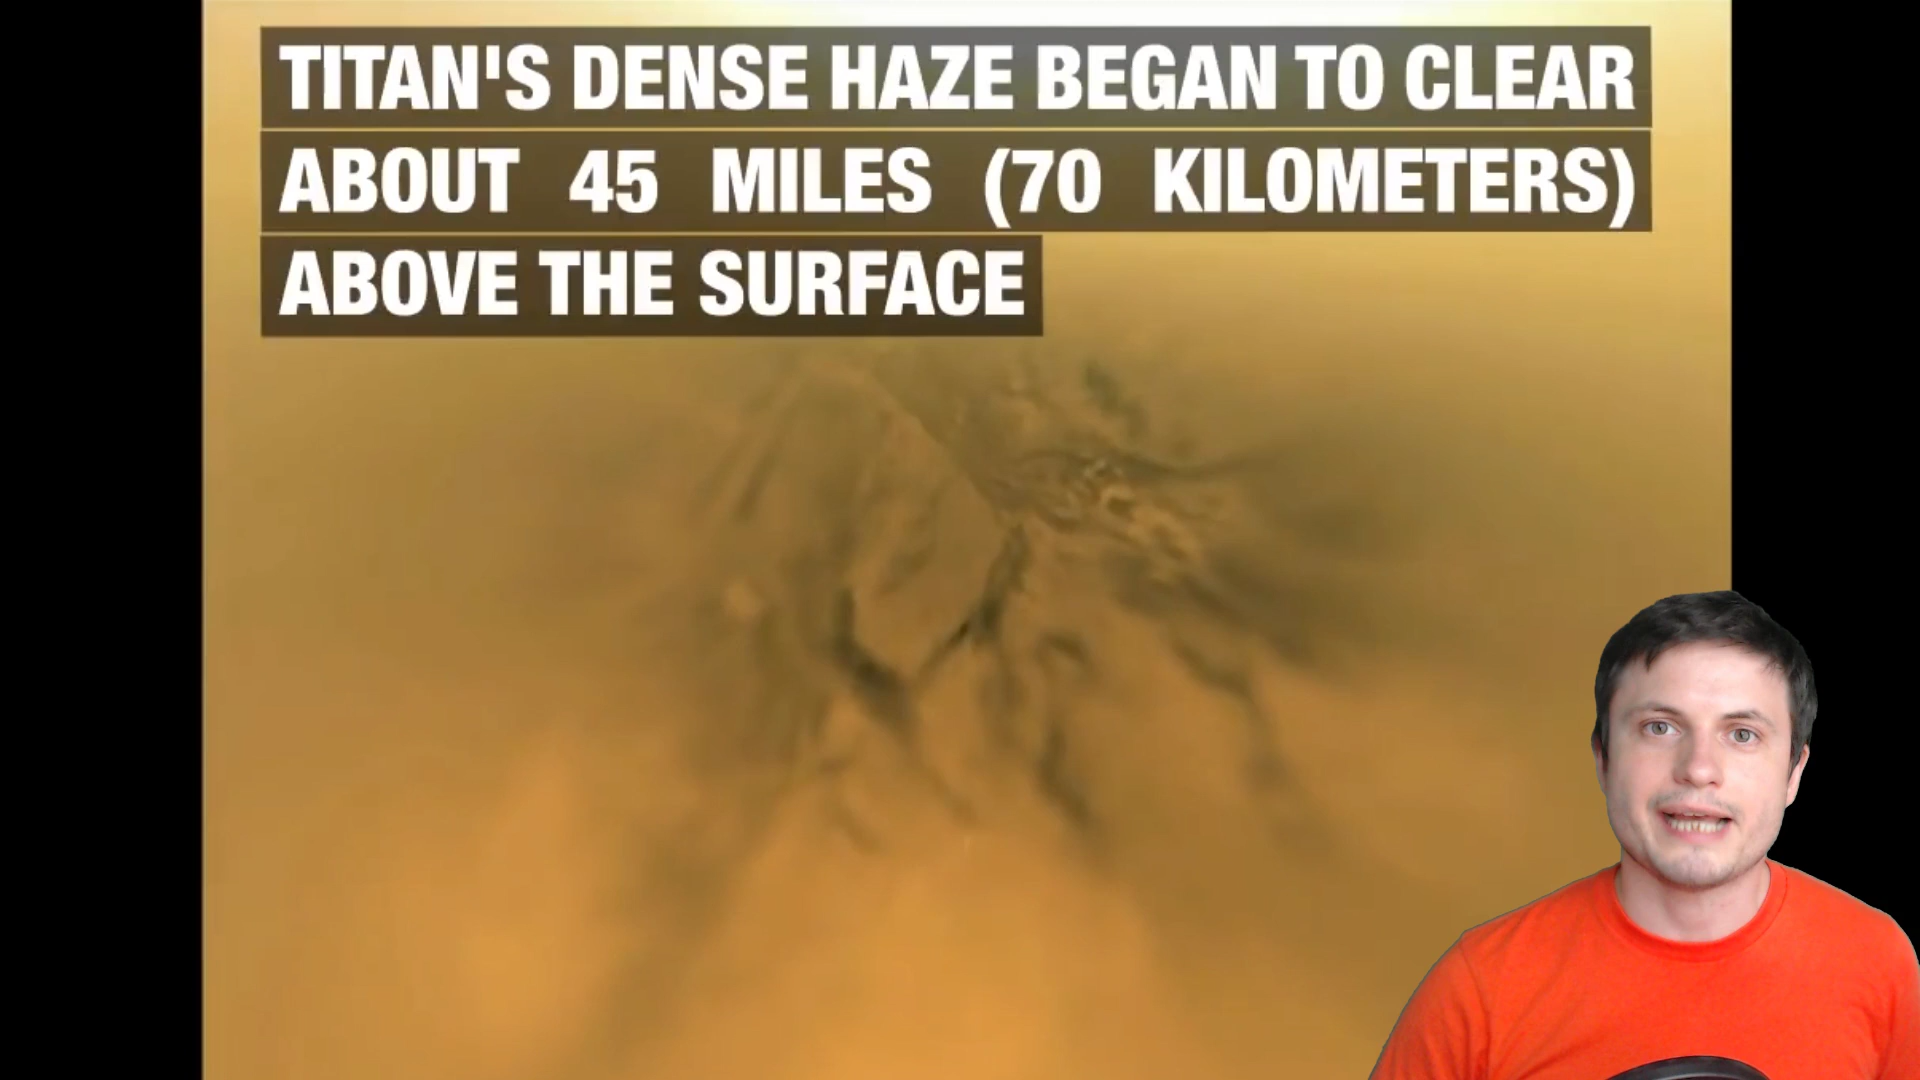 TITAN'S DENSE HAZE BEGAN TO CLEAR
ABOUT 45 MILES (70 KILOMETERS)
ABOVE THE SURFACE